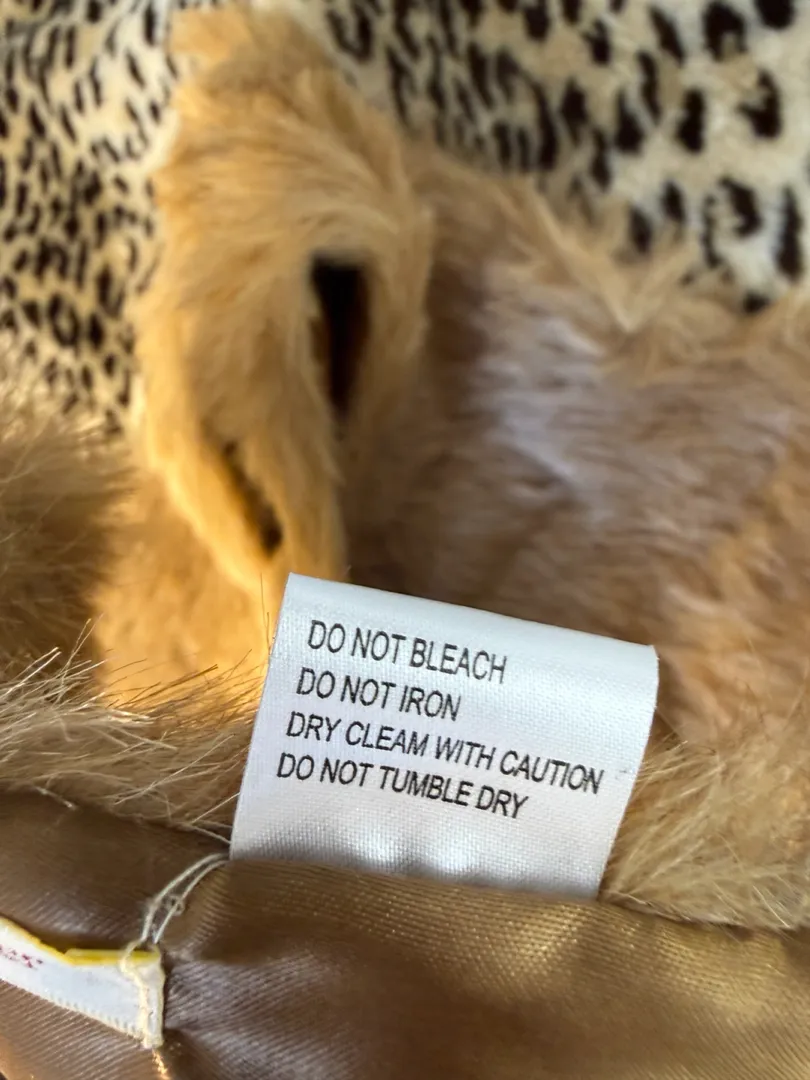 DO NOT BLEACH
DO NOT IRON
DRY CLEAM WITH CAUTION
DO NOT TUMBLE DRY